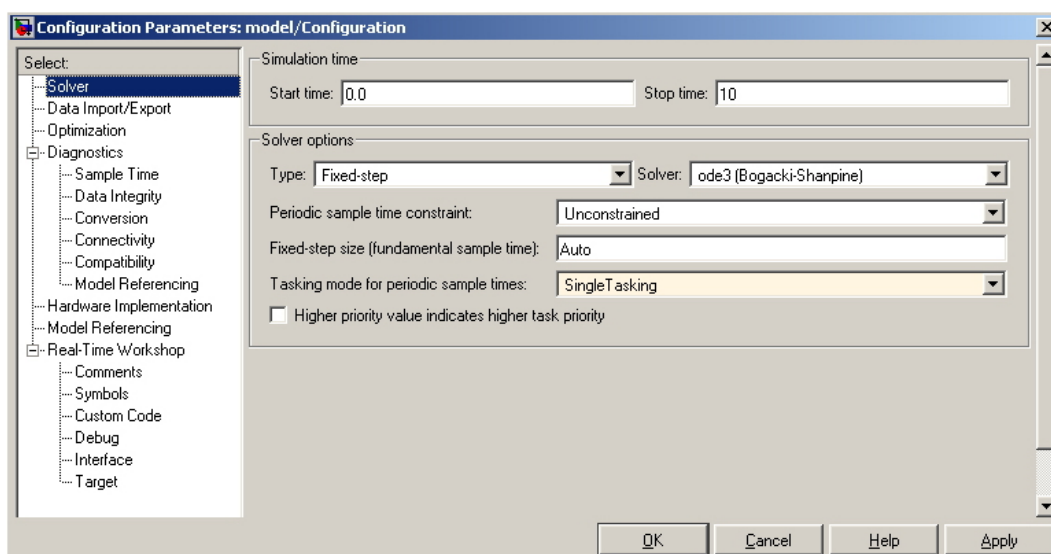 Configuration Parameters: model/Configuration
Select:
Solver
Data Import/Export
Optimization
Diagnostics
Sample Time
Data Integrity
Conversion
Connectivity
Compatibility
Model Referencing
Hardware Implementation
Model Referencing
Real-Time Workshop
Comments
Symbols
Custom Code
Debug
Interface
Target
Simulation time
Start time: 0.0 Stop time: 10
Solver options
Type: Fixed-step Solver: ode3 (Bogacki-Shanpine)
Periodic sample time constraint: Unconstrained
Fixed-step size (fundamental sample time): Auto
Tasking mode for periodic sample times: SingleTasking
Higher priority value indicates higher task priority
OK Cancel Help Apply